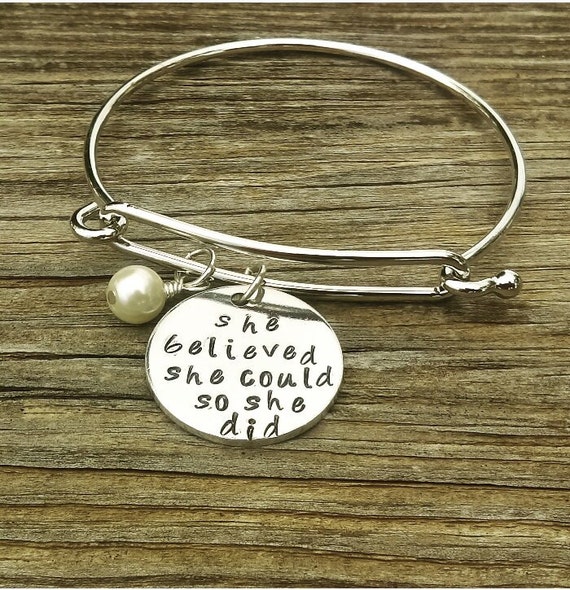 she
believed
she could
so she
did